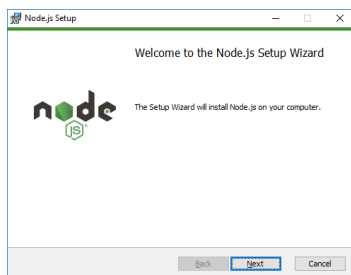 Node.js Setup
Welcome to the Node.js Setup Wizard
The Setup Wizard will install Node.js on your computer.
node
JS
Back Next Cancel